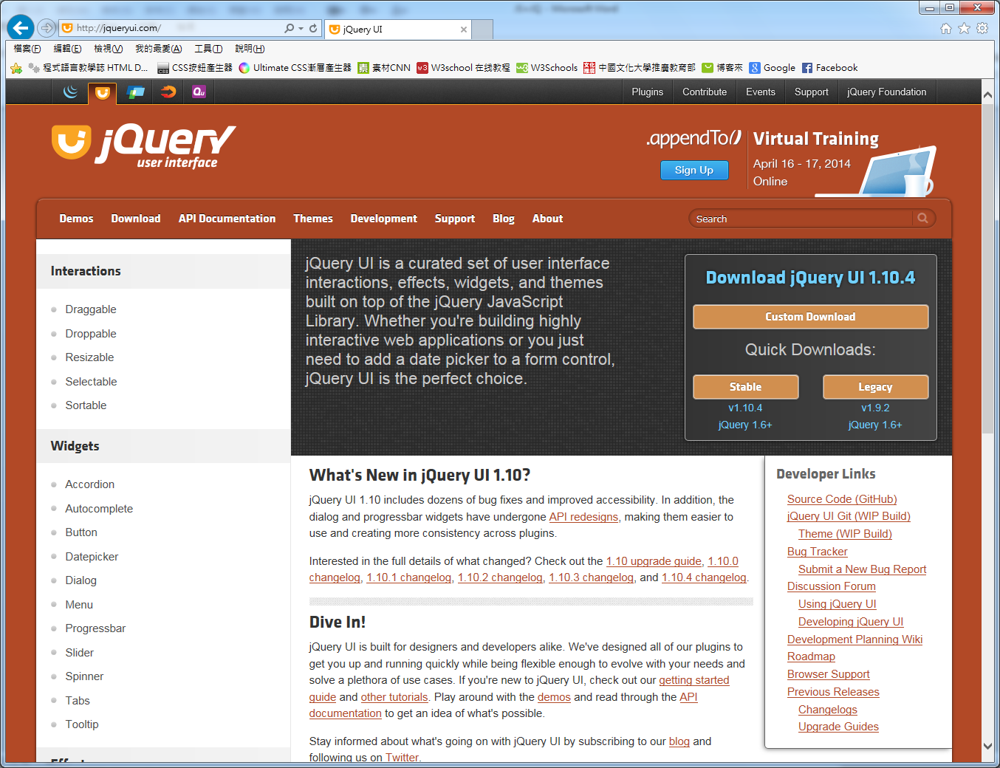 http://jqueryui.com/
jQuery UI
檔案(F) 編輯(E) 檢視(V) 我的最愛(A) 工具(T) 說明(H)
程式語言教學誌 HTML D... CSS按鈕產生器 Ultimate CSS漸層產生器 素材CNN W3school 在线教程 W3Schools 中國文化大學推廣教育部 博客來 Google Facebook
Qu
Plugins Contribute Events Support jQuery Foundation
jQuery
user interface
.appendTo()
Sign Up
Virtual Training
April 16 - 17, 2014
Online
Demos Download API Documentation Themes Development Support Blog About
Search
Interactions
Draggable
Droppable
Resizable
Selectable
Sortable
Widgets
Accordion
Autocomplete
Button
Datepicker
Dialog
Menu
Progressbar
Slider
Spinner
Tabs
Tooltip
jQuery UI is a curated set of user interface
interactions, effects, widgets, and themes
built on top of the jQuery JavaScript
Library. Whether you're building highly
interactive web applications or you just
need to add a date picker to a form control,
jQuery UI is the perfect choice.
Download jQuery UI 1.10.4
Custom Download
Quick Downloads:
Stable Legacy
v1.10.4 v1.9.2
jQuery 1.6+ jQuery 1.6+
What's New in jQuery UI 1.10?
jQuery UI 1.10 includes dozens of bug fixes and improved accessibility. In addition, the
dialog and progressbar widgets have undergone API redesigns, making them easier to
use and creating more consistency across plugins.
Interested in the full details of what changed? Check out the 1.10 upgrade guide, 1.10.0
changelog, 1.10.1 changelog, 1.10.2 changelog, 1.10.3 changelog, and 1.10.4 changelog.
Dive In!
jQuery UI is built for designers and developers alike. We've designed all of our plugins to
get you up and running quickly while being flexible enough to evolve with your needs and
solve a plethora of use cases. If you're new to jQuery UI, check out our getting started
guide and other tutorials. Play around with the demos and read through the API
documentation to get an idea of what's possible.
Stay informed about what's going on with jQuery UI by subscribing to our blog and
following us on Twitter.
Developer Links
Source Code (GitHub)
jQuery UI Git (WIP Build)
Theme (WIP Build)
Bug Tracker
Submit a New Bug Report
Discussion Forum
Using jQuery UI
Developing jQuery UI
Development Planning Wiki
Roadmap
Browser Support
Previous Releases
Changelogs
Upgrade Guides